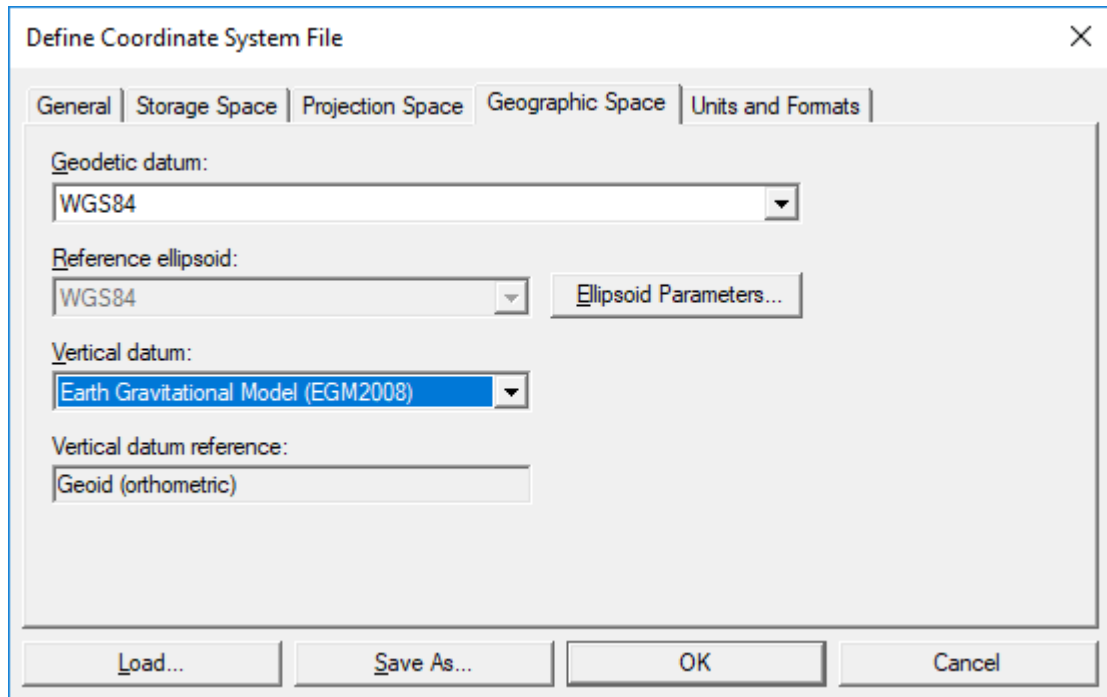 Define Coordinate System File
General Storage Space Projection Space Geographic Space Units and Formats
Geodetic datum:
WGS84
Reference ellipsoid:
WGS84 Ellipsoid Parameters...
Vertical datum:
Earth Gravitational Model (EGM2008)
Vertical datum reference:
Geoid (orthometric)
Load... Save As... OK Cancel